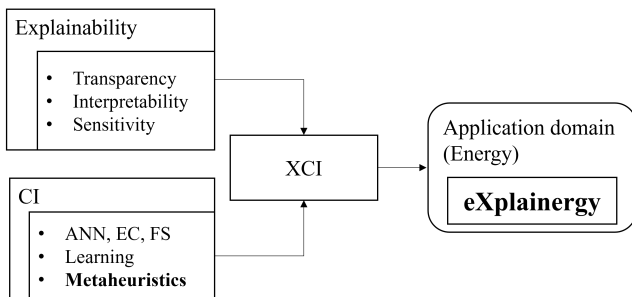 Explainability
• Transparency
• Interpretability
• Sensitivity
CI
• ANN, EC, FS
• Learning
• Metaheuristics
XCI
Application domain
(Energy)
eXplainergy